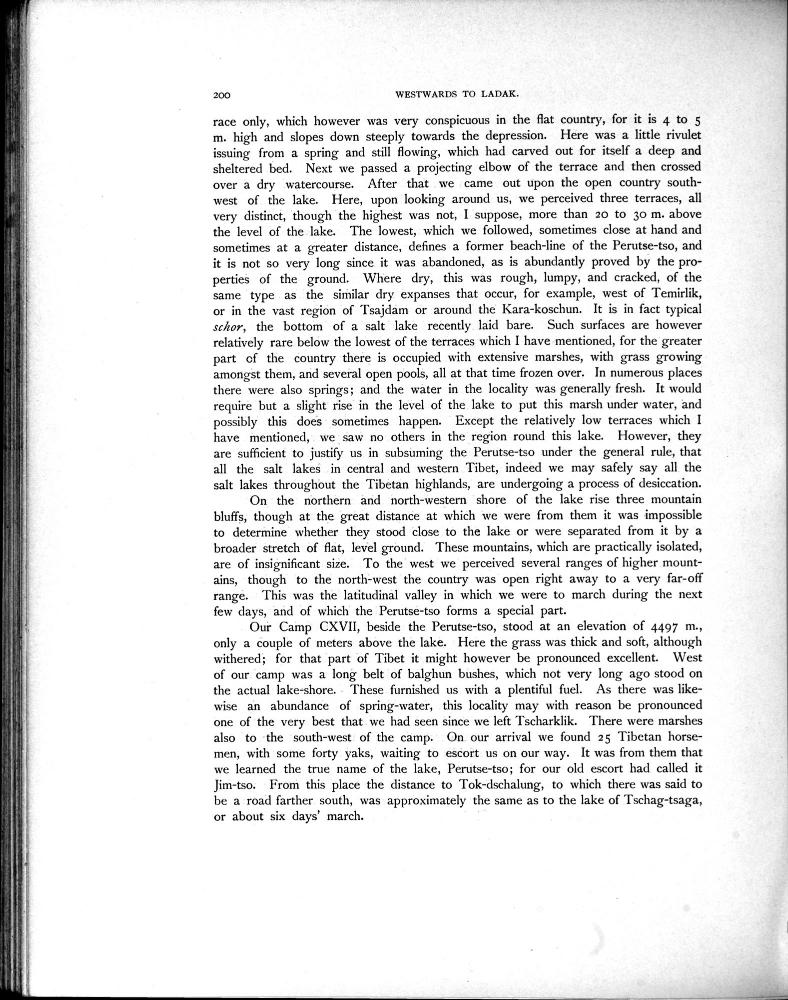 200
WESTWARDS TO LADAK.
race only, which however was very conspicuous in the flat country, for it is 4 to 5
m. high and slopes down steeply towards the depression. Here was a little rivulet
issuing from a spring and still flowing, which had carved out for itself a deep and
sheltered bed. Next we passed a projecting elbow of the terrace and then crossed
over a dry watercourse. After that we came out upon the open country south-
west of the lake. Here, upon looking around us, we perceived three terraces, all
very distinct, though the highest was not, I suppose, more than 20 to 30 m. above
the level of the lake. The lowest, which we followed, sometimes close at hand and
sometimes at a greater distance, defines a former beach-line of the Perutse-tso, and
it is not so very long since it was abandoned, as is abundantly proved by the pro-
perties of the ground. Where dry, this was rough, lumpy, and cracked, of the
same type as the similar dry expanses that occur, for example, west of Temirlik,
or in the vast region of Tsajdam or around the Kara-koschun. It is in fact typical
schor, the bottom of a salt lake recently laid bare. Such surfaces are however
relatively rare below the lowest of the terraces which I have mentioned, for the greater
part of the country there is occupied with extensive marshes, with grass growing
amongst them, and several open pools, all at that time frozen over. In numerous places
there were also springs; and the water in the locality was generally fresh. It would
require but a slight rise in the level of the lake to put this marsh under water, and
possibly this does sometimes happen. Except the relatively low terraces which I
have mentioned, we saw no others in the region round this lake. However, they
are sufficient to justify us in subsuming the Perutse-tso under the general rule, that
all the salt lakes in central and western Tibet, indeed we may safely say all the
salt lakes throughout the Tibetan highlands, are undergoing a process of desiccation.
On the northern and north-western shore of the lake rise three mountain
bluffs, though at the great distance at which we were from them it was impossible
to determine whether they stood close to the lake or were separated from it by a
broader stretch of flat, level ground. These mountains, which are practically isolated,
are of insignificant size. To the west we perceived several ranges of higher mount-
ains, though to the north-west the country was open right away to a very far-off
range. This was the latitudinal valley in which we were to march during the next
few days, and of which the Perutse-tso forms a special part.
Our Camp CXVII, beside the Perutse-tso, stood at an elevation of 4497 m.,
only a couple of meters above the lake. Here the grass was thick and soft, although
withered; for that part of Tibet it might however be pronounced excellent. West
of our camp was a long belt of balghun bushes, which not very long ago stood on
the actual lake-shore. These furnished us with a plentiful fuel. As there was like-
wise an abundance of spring-water, this locality may with reason be pronounced
one of the very best that we had seen since we left Tscharklik. There were marshes
also to the south-west of the camp. On our arrival we found 25 Tibetan horse-
men, with some forty yaks, waiting to escort us on our way. It was from them that
we learned the true name of the lake, Perutse-tso; for our old escort had called it
Jim-tso. From this place the distance to Tok-dschalung, to which there was said to
be a road farther south, was approximately the same as to the lake of Tschag-tsaga,
or about six days' march.